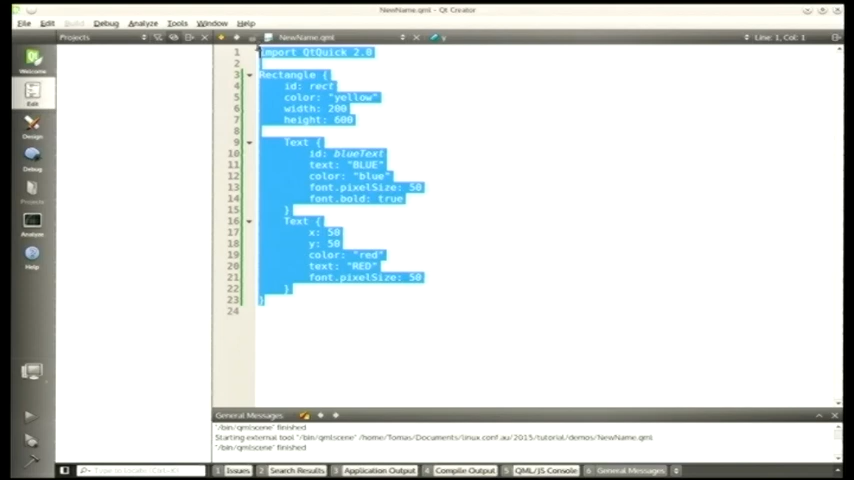 NewName.qml - Qt Creator
File Edit Build Debug Analyze Tools Window Help
Projects NewName.qml y Line: 1, Col: 1
Welcome
Edit
Design
Debug
Projects
Analyze
Help
1 import QtQuick 2.0
2
3 Rectangle {
4 id: rect
5 color: "yellow"
6 width: 200
7 height: 600
8
9 Text {
10 id: blueText
11 text: "BLUE"
12 color: "blue"
13 font.pixelSize: 50
14 font.bold: true
15 }
16 Text {
17 x: 50
18 y: 50
19 color: "red"
20 text: "RED"
21 font.pixelSize: 50
22 }
23 }
24
General Messages
"/bin/qmlscene" finished
Starting external tool "/bin/qmlscene" /home/Tomas/Documents/linux.conf.au/2015/tutorial/demos/NewName.qml
"/bin/qmlscene" finished
Type to locate (Ctrl+K) 1 Issues 2 Search Results 3 Application Output 4 Compile Output 5 QML/JS Console 6 General Messages